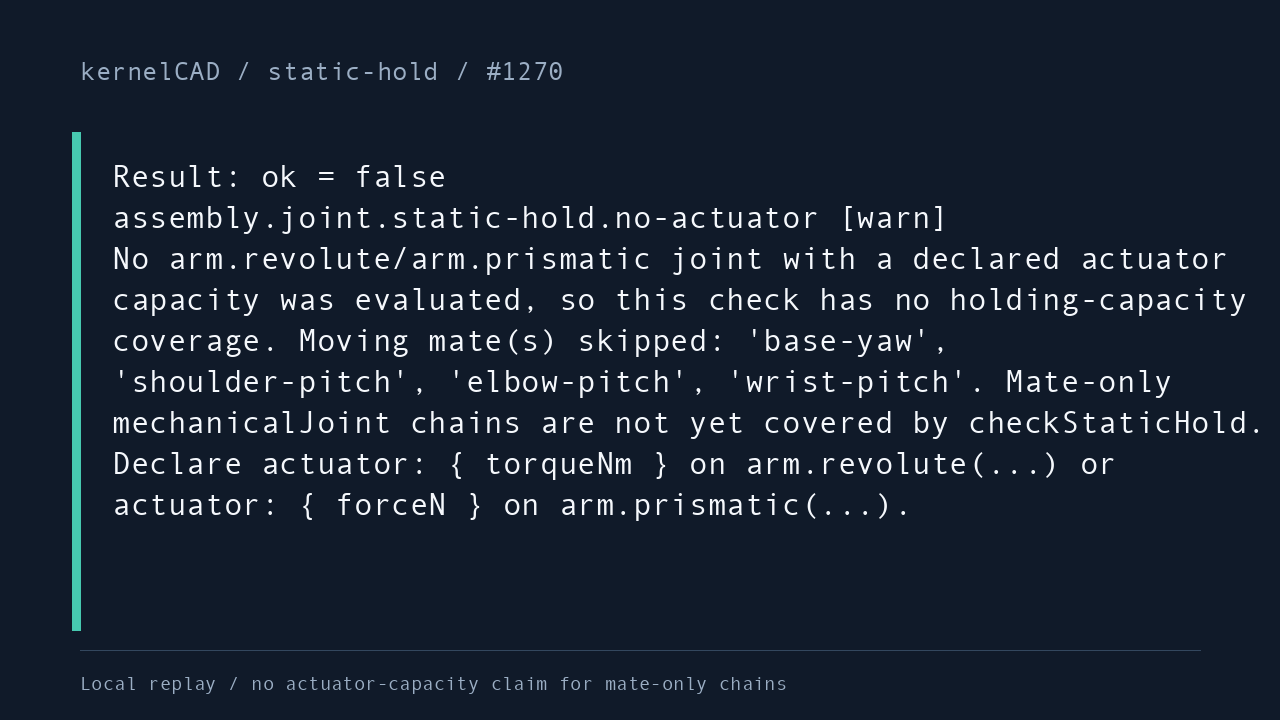 kernelCAD / static-hold / #1270
Result: ok = false
assembly.joint.static-hold.no-actuator [warn]
No arm.revolute/arm.prismatic joint with a declared actuator
capacity was evaluated, so this check has no holding-capacity
coverage. Moving mate(s) skipped: 'base-yaw',
'shoulder-pitch', 'elbow-pitch', 'wrist-pitch'. Mate-only
mechanicalJoint chains are not yet covered by checkStaticHold.
Declare actuator: { torqueNm } on arm.revolute(...) or
actuator: { forceN } on arm.prismatic(...).
Local replay / no actuator-capacity claim for mate-only chains